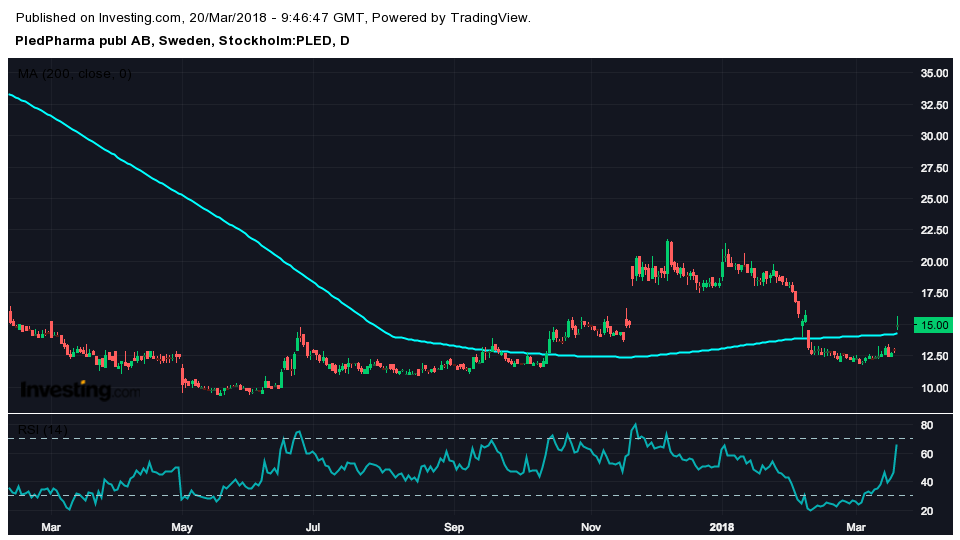 Published on Investing.com, 20/Mar/2018 - 9:46:47 GMT, Powered by TradingView.
PledPharma publ AB, Sweden, Stockholm:PLED, D
MA (200, close, 0)
35.00
32.50
30.00
27.50
25.00
22.50
20.00
17.50
15.00
12.50
10.00
Investing.com
RSI (14)
80
60
40
20
Mar May Jul Sep Nov 2018 Mar